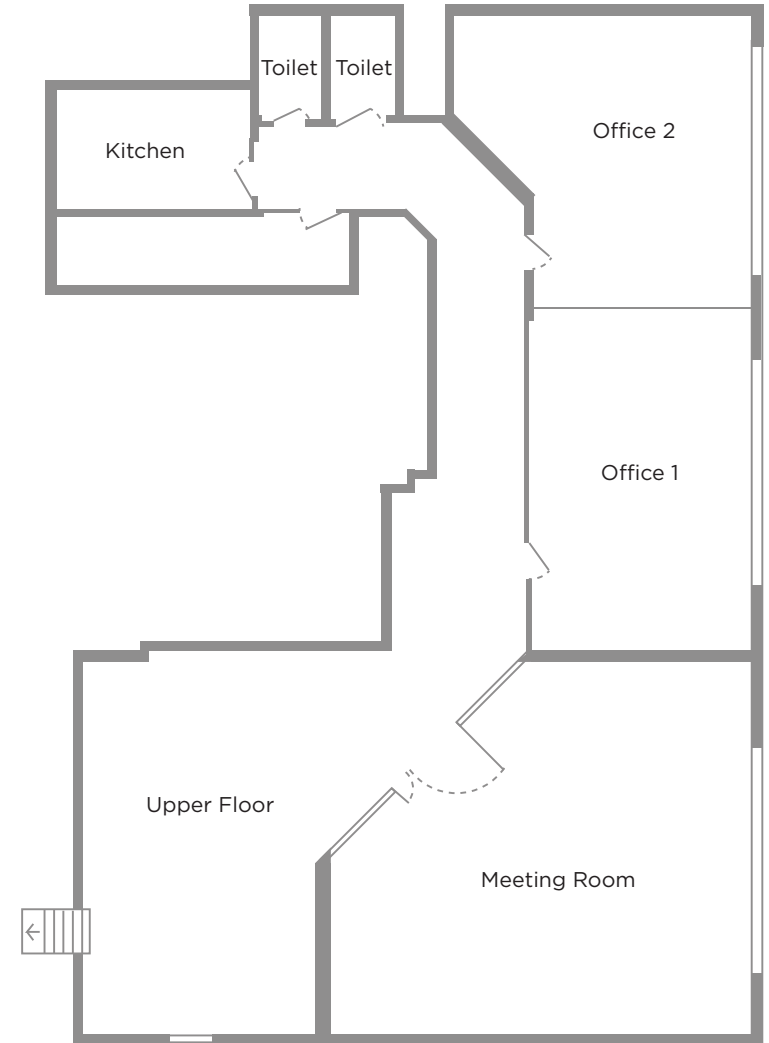 Toilet
Toilet
Kitchen
Office 2
Office 1
Upper Floor
Meeting Room